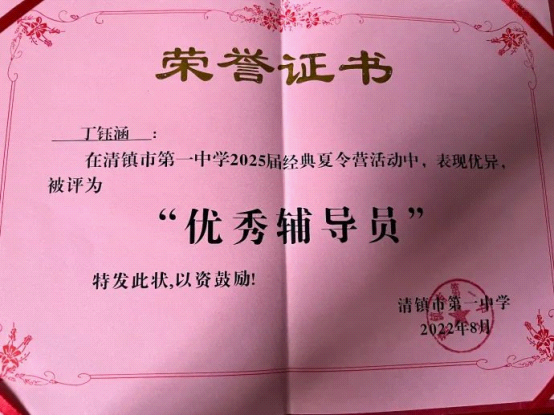 荣誉证书
丁钰涵：
在清镇市第一中学2025届经典夏令营活动中，表现优异，
被评为
“优秀辅导员”
特发此状,以资鼓励!
清镇市第一中学
2022年8月